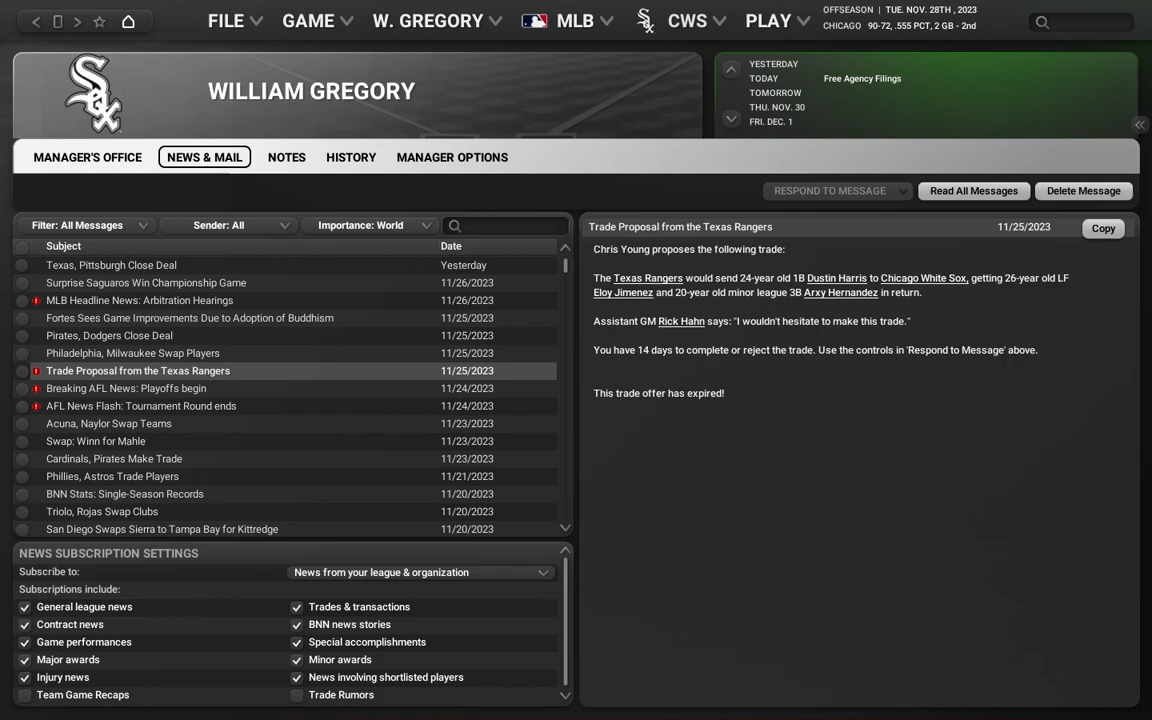 FILE GAME W. GREGORY MLB CWS PLAY
OFFSEASON | TUE. NOV. 28TH , 2023
CHICAGO 90-72, .555 PCT, 2 GB - 2nd
WILLIAM GREGORY
YESTERDAY
TODAY Free Agency Filings
TOMORROW
THU. NOV. 30
FRI. DEC. 1
MANAGER'S OFFICE NEWS & MAIL NOTES HISTORY MANAGER OPTIONS
RESPOND TO MESSAGE Read All Messages Delete Message
Filter: All Messages Sender: All Importance: World
Subject Date
Texas, Pittsburgh Close Deal Yesterday
Surprise Saguaros Win Championship Game 11/26/2023
MLB Headline News: Arbitration Hearings 11/26/2023
Fortes Sees Game Improvements Due to Adoption of Buddhism 11/25/2023
Pirates, Dodgers Close Deal 11/25/2023
Philadelphia, Milwaukee Swap Players 11/25/2023
Trade Proposal from the Texas Rangers 11/25/2023
Breaking AFL News: Playoffs begin 11/24/2023
AFL News Flash: Tournament Round ends 11/24/2023
Acuna, Naylor Swap Teams 11/23/2023
Swap: Winn for Mahle 11/23/2023
Cardinals, Pirates Make Trade 11/23/2023
Phillies, Astros Trade Players 11/21/2023
BNN Stats: Single-Season Records 11/20/2023
Triolo, Rojas Swap Clubs 11/20/2023
San Diego Swaps Sierra to Tampa Bay for Kittredge 11/20/2023
Trade Proposal from the Texas Rangers 11/25/2023 Copy
Chris Young proposes the following trade:
The Texas Rangers would send 24-year old 1B Dustin Harris to Chicago White Sox, getting 26-year old LF
Eloy Jimenez and 20-year old minor league 3B Arxy Hernandez in return.
Assistant GM Rick Hahn says: "I wouldn't hesitate to make this trade."
You have 14 days to complete or reject the trade. Use the controls in 'Respond to Message' above.
This trade offer has expired!
NEWS SUBSCRIPTION SETTINGS
Subscribe to: News from your league & organization
Subscriptions include:
General league news Trades & transactions
Contract news BNN news stories
Game performances Special accomplishments
Major awards Minor awards
Injury news News involving shortlisted players
Team Game Recaps Trade Rumors